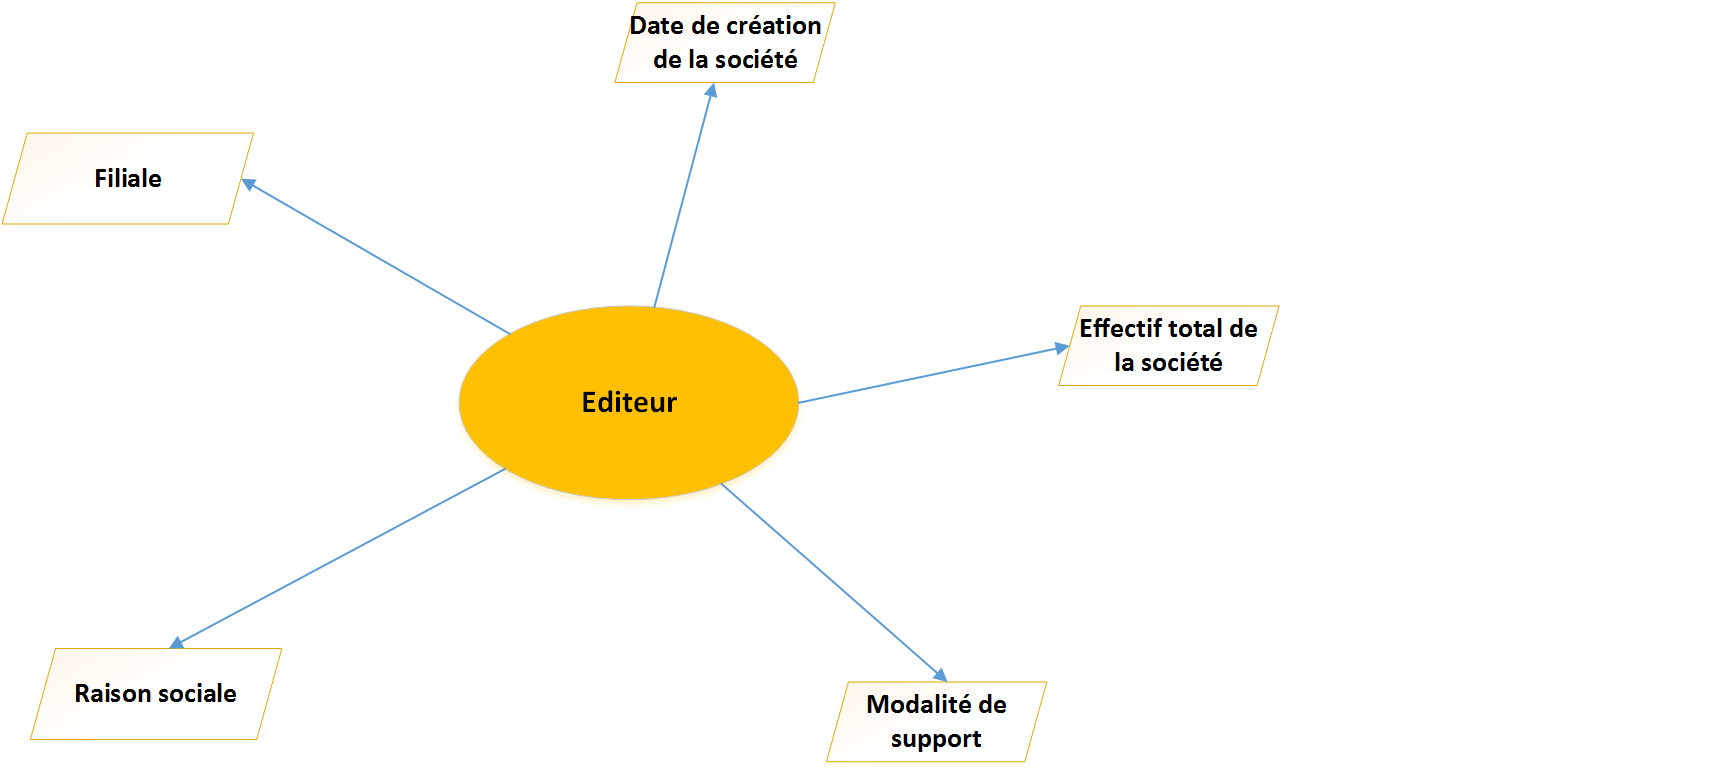 Date de création
de la société
Filiale
Effectif total de
la société
Editeur
Raison sociale
Modalité de
support